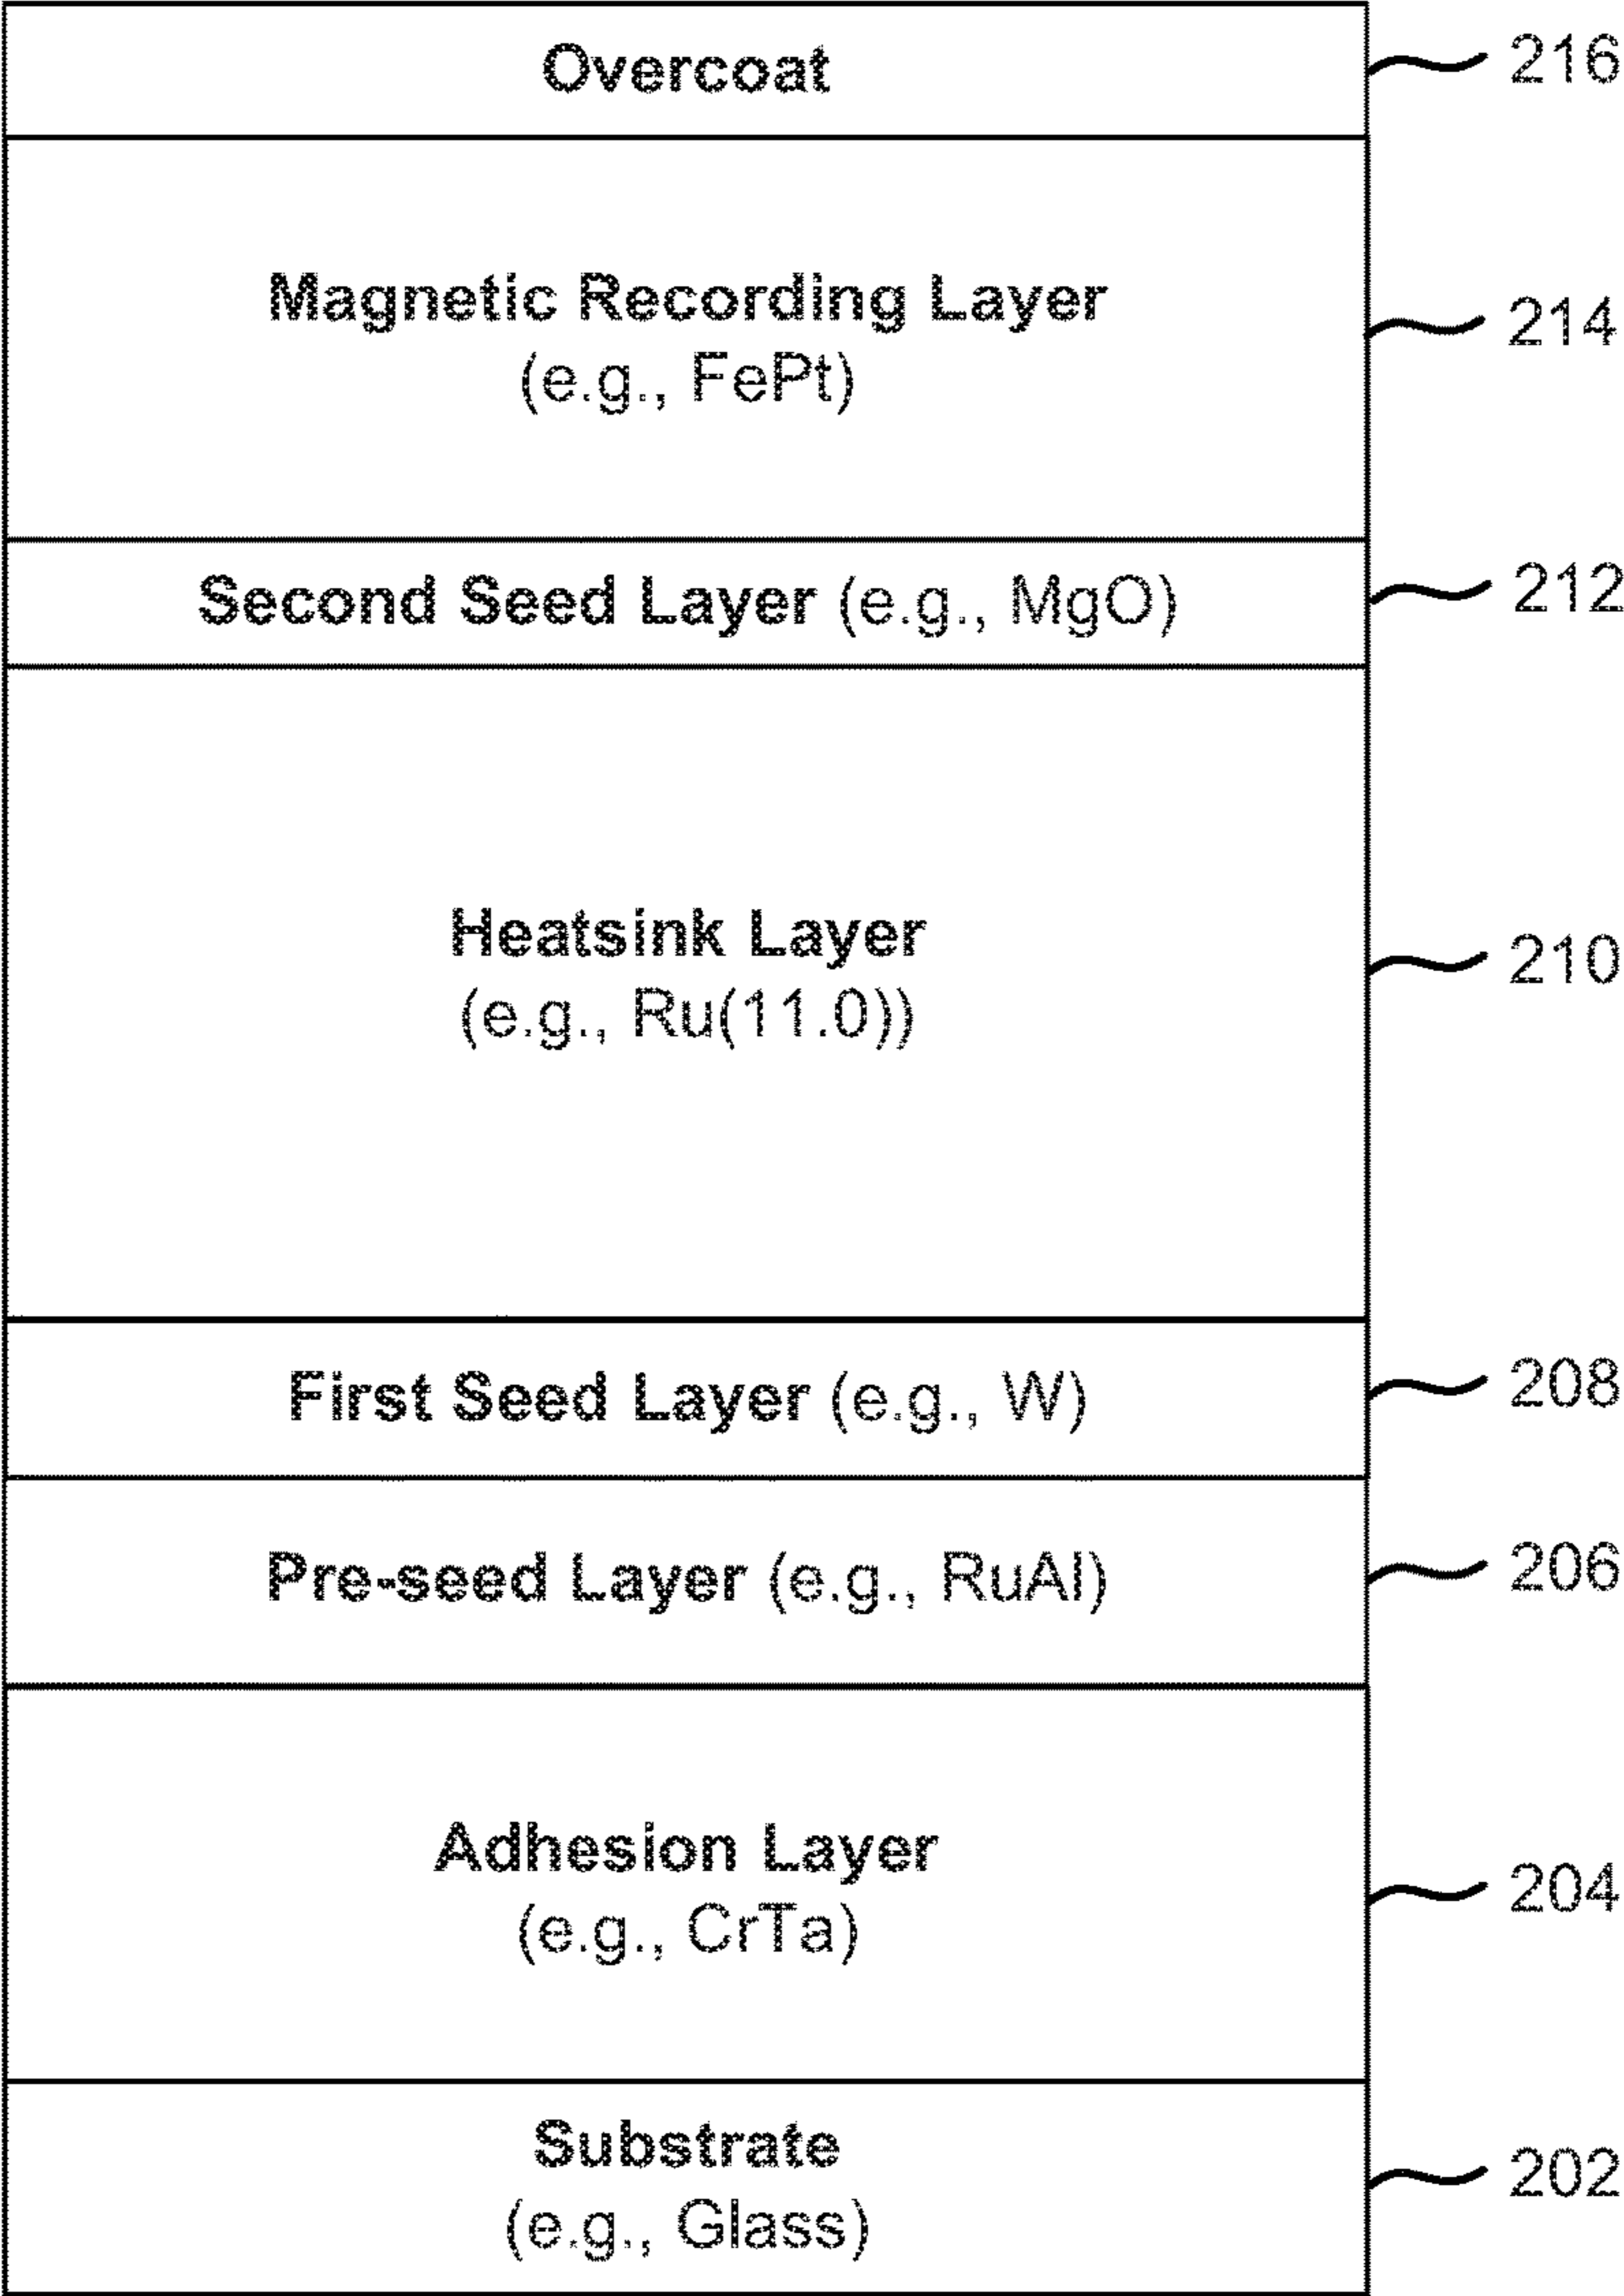 Overcoat
216
Magnetic Recording Layer
(e.g., FePt)
214
Second Seed Layer (e.g., MgO)
212
Heatsink Layer
(e.g., Ru(11.0))
210
First Seed Layer (e.g., W)
208
Pre-seed Layer (e.g., RuAl)
206
Adhesion Layer
(e.g., CrTa)
204
Substrate
(e.g., Glass)
202